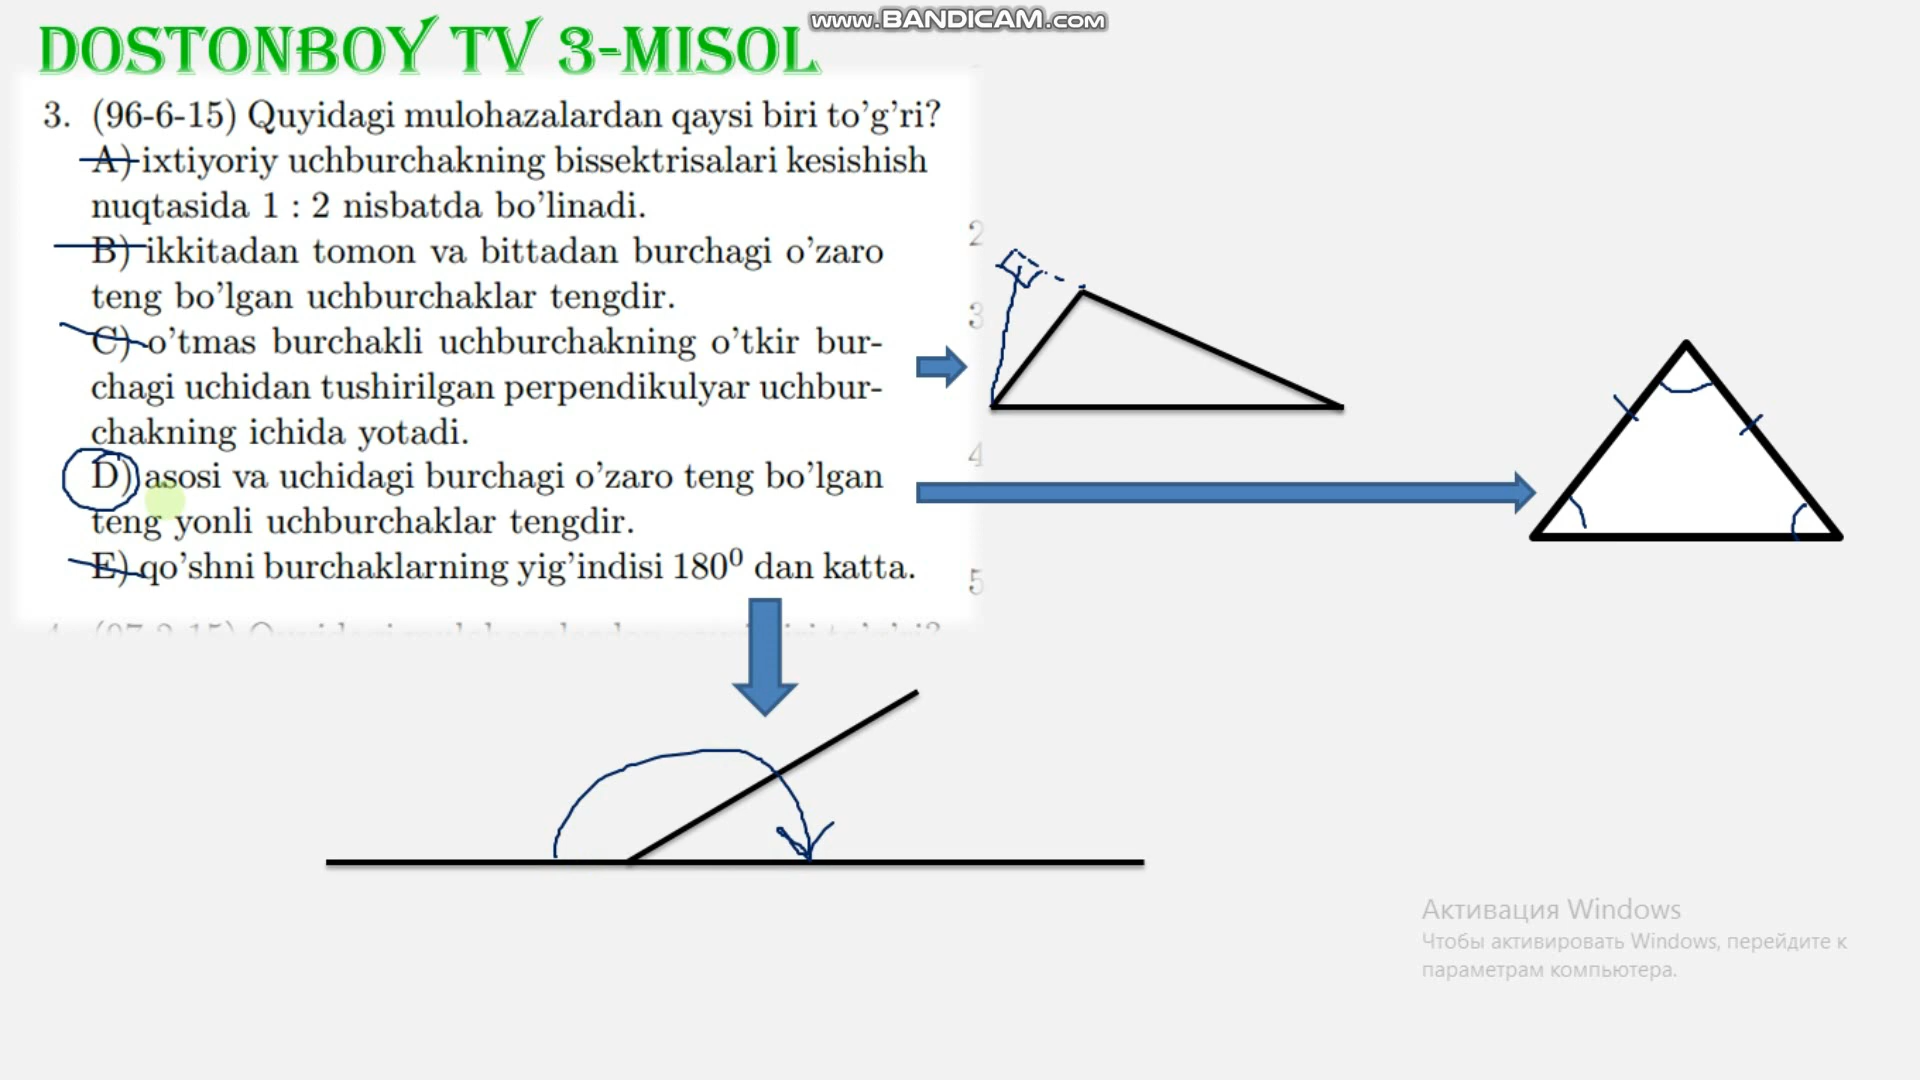 www.BANDICAM.com
DOSTONBOY TV 3-MISOL
3. (96-6-15) Quyidagi mulohazalardan qaysi biri to'g'ri?
A) ixtiyoriy uchburchakning bissektrisalari kesishish
nuqtasida 1 : 2 nisbatda bo'linadi.
B) ikkitadan tomon va bittadan burchagi o'zaro
teng bo'lgan uchburchaklar tengdir.
C) o'tmas burchakli uchburchakning o'tkir bur-
chagi uchidan tushirilgan perpendikulyar uchbur-
chakning ichida yotadi.
D) asosi va uchidagi burchagi o'zaro teng bo'lgan
teng yonli uchburchaklar tengdir.
E) qo'shni burchaklarning yig'indisi 180⁰ dan katta.
2
3
4
5
Активация Windows
Чтобы активировать Windows, перейдите к
параметрам компьютера.